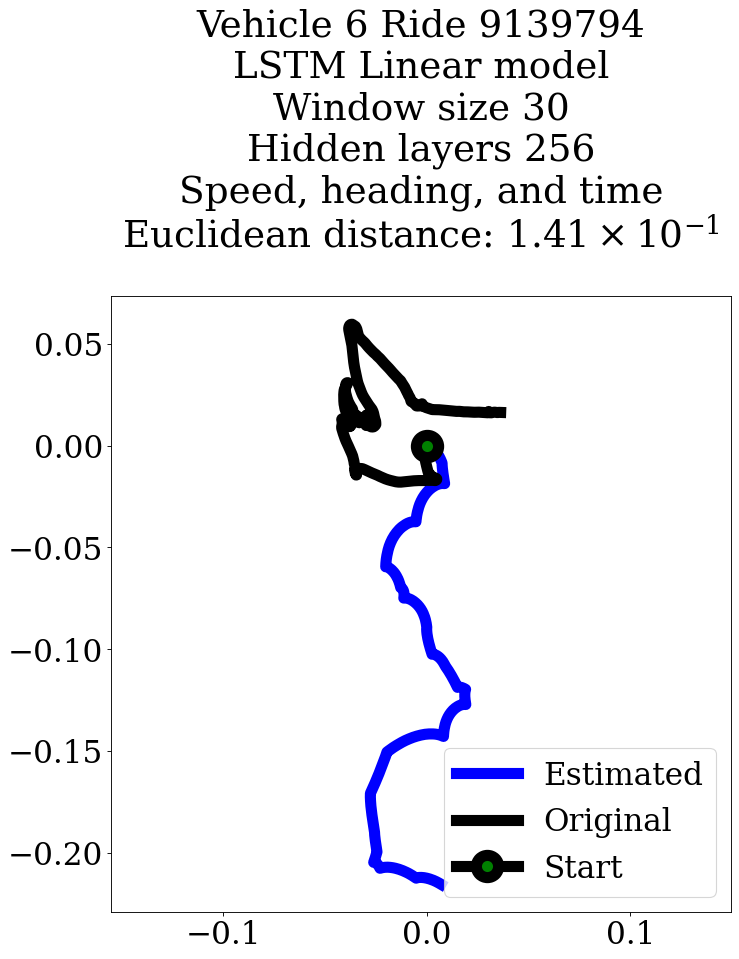 Vehicle 6 Ride 9139794
LSTM Linear model
Window size 30
Hidden layers 256
Speed, heading, and time
Euclidean distance: 1.41 × 10⁻¹
0.05
0.00
−0.05
−0.10
−0.15
−0.20
Estimated
Original
Start
−0.1 0.0 0.1